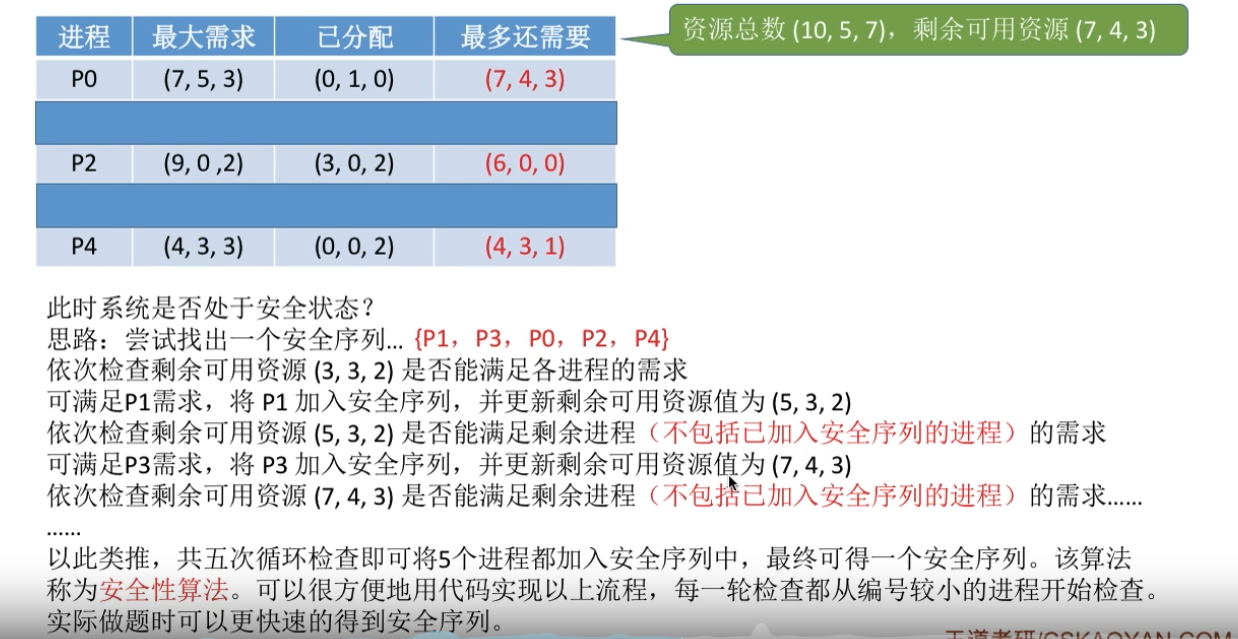 进程 最大需求 已分配 最多还需要
资源总数 (10, 5, 7)，剩余可用资源 (7, 4, 3)
P0 (7, 5, 3) (0, 1, 0) (7, 4, 3)
P2 (9, 0 ,2) (3, 0, 2) (6, 0, 0)
P4 (4, 3, 3) (0, 0, 2) (4, 3, 1)
此时系统是否处于安全状态？
思路：尝试找出一个安全序列... {P1，P3，P0，P2，P4}
依次检查剩余可用资源 (3, 3, 2) 是否能满足各进程的需求
可满足P1需求，将 P1 加入安全序列，并更新剩余可用资源值为 (5, 3, 2)
依次检查剩余可用资源 (5, 3, 2) 是否能满足剩余进程（不包括已加入安全序列的进程）的需求
可满足P3需求，将 P3 加入安全序列，并更新剩余可用资源值为 (7, 4, 3)
依次检查剩余可用资源 (7, 4, 3) 是否能满足剩余进程（不包括已加入安全序列的进程）的需求......
......
以此类推，共五次循环检查即可将5个进程都加入安全序列中，最终可得一个安全序列。该算法
称为安全性算法。可以很方便地用代码实现以上流程，每一轮检查都从编号较小的进程开始检查。
实际做题时可以更快速的得到安全序列。
王道考研/CSKAOYAN.COM